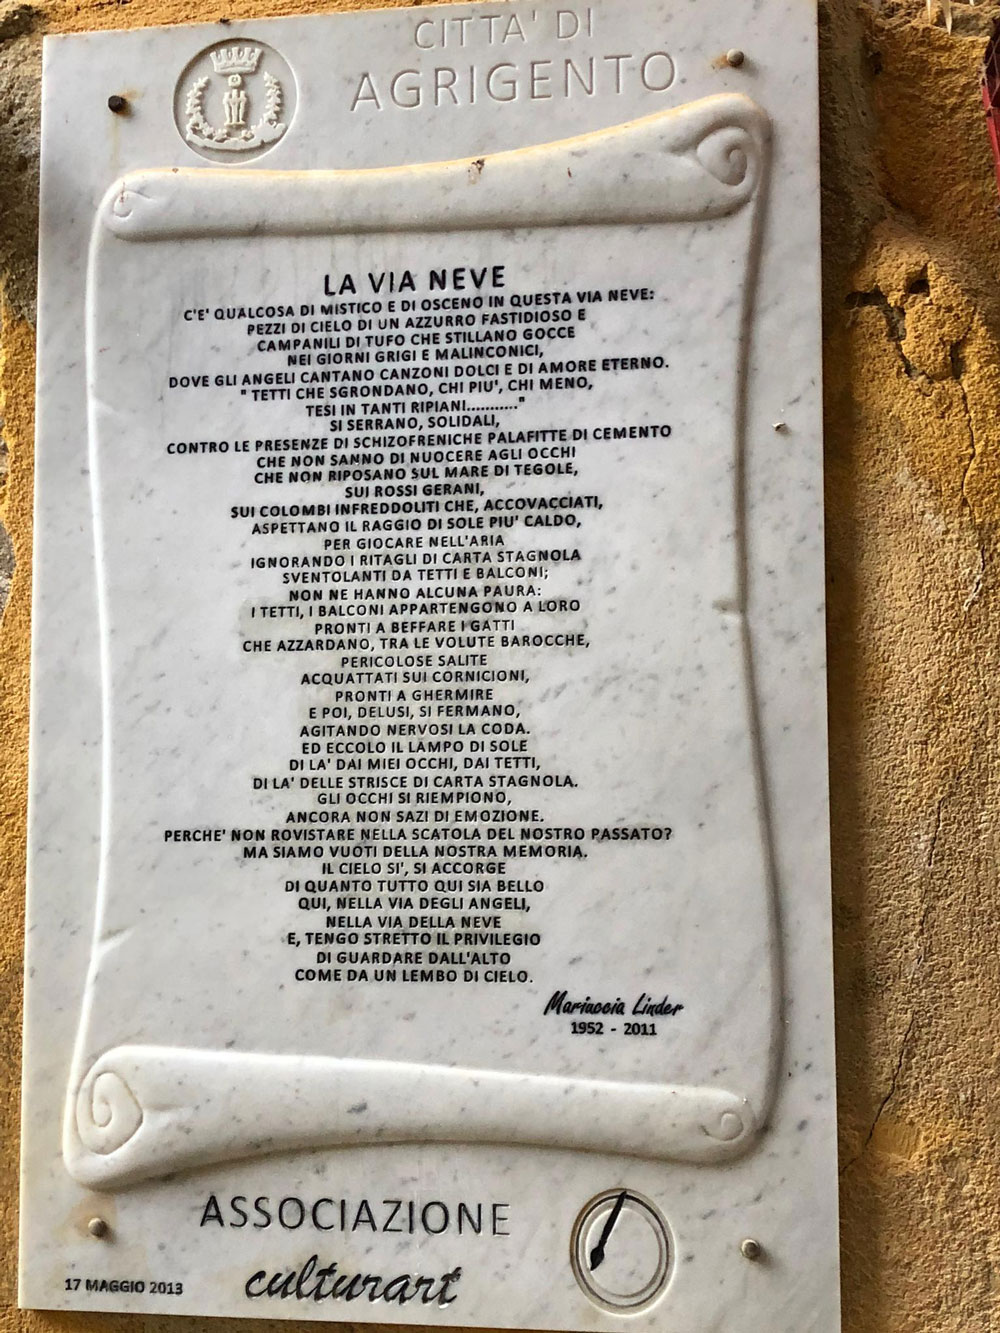 CITTA' DI
AGRIGENTO
LA VIA NEVE
C'E' QUALCOSA DI MISTICO E DI OSCENO IN QUESTA VIA NEVE:
PEZZI DI CIELO DI UN AZZURRO FASTIDIOSO E
CAMPANILI DI TUFO CHE STILLANO GOCCE
NEI GIORNI GRIGI E MALINCONICI,
DOVE GLI ANGELI CANTANO CANZONI DOLCI E DI AMORE ETERNO.
" TETTI CHE SGRONDANO, CHI PIU', CHI MENO,
TESI IN TANTI RIPIANI..........."
SI SERRANO, SOLIDALI,
CONTRO LE PRESENZE DI SCHIZOFRENICHE PALAFITTE DI CEMENTO
CHE NON SANNO DI NUOCERE AGLI OCCHI
CHE NON RIPOSANO SUL MARE DI TEGOLE,
SUI ROSSI GERANI,
SUI COLOMBI INFREDDOLITI CHE, ACCOVACCIATI,
ASPETTANO IL RAGGIO DI SOLE PIU' CALDO,
PER GIOCARE NELL'ARIA
IGNORANDO I RITAGLI DI CARTA STAGNOLA
SVENTOLANTI DA TETTI E BALCONI;
NON NE HANNO ALCUNA PAURA:
I TETTI, I BALCONI APPARTENGONO A LORO
PRONTI A BEFFARE I GATTI
CHE AZZARDANO, TRA LE VOLUTE BAROCCHE,
PERICOLOSE SALITE
ACQUATTATI SUI CORNICIONI,
PRONTI A GHERMIRE
E POI, DELUSI, SI FERMANO,
AGITANDO NERVOSI LA CODA.
ED ECCOLO IL LAMPO DI SOLE
DI LA' DAI MIEI OCCHI, DAI TETTI,
DI LA' DELLE STRISCE DI CARTA STAGNOLA.
GLI OCCHI SI RIEMPIONO,
ANCORA NON SAZI DI EMOZIONE.
PERCHE' NON ROVISTARE NELLA SCATOLA DEL NOSTRO PASSATO?
MA SIAMO VUOTI DELLA NOSTRA MEMORIA.
IL CIELO SI', SI ACCORGE
DI QUANTO TUTTO QUI SIA BELLO
QUI, NELLA VIA DEGLI ANGELI,
NELLA VIA DELLA NEVE
E, TENGO STRETTO IL PRIVILEGIO
DI GUARDARE DALL'ALTO
COME DA UN LEMBO DI CIELO.
Mariuccia Linder
1952 - 2011
ASSOCIAZIONE
culturart
17 MAGGIO 2013